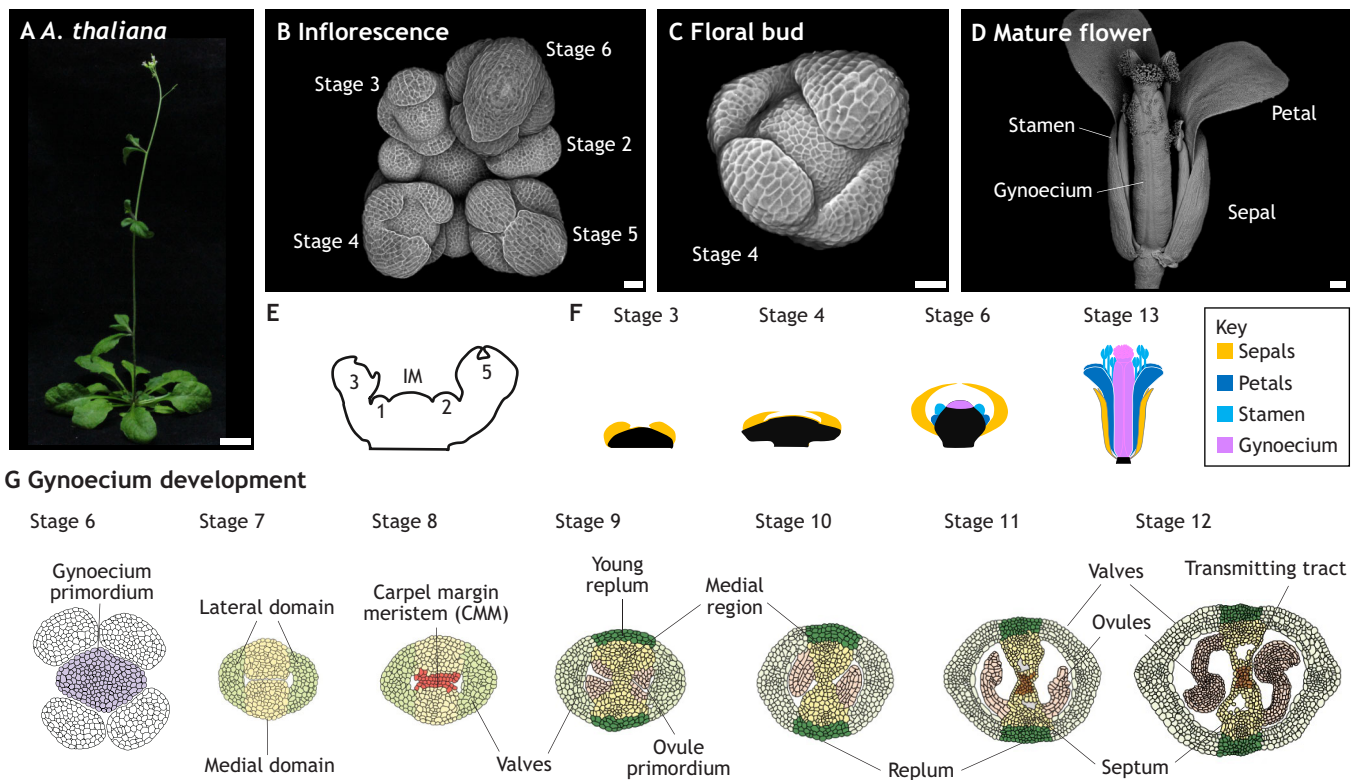 A A. thaliana
B Inflorescence
Stage 6
Stage 3
Stage 2
Stage 4
Stage 5
C Floral bud
Stage 4
D Mature flower
Stamen
Petal
Gynoecium
Sepal
E
3
1
IM
2
5
F
Stage 3
Stage 4
Stage 6
Stage 13
Key
Sepals
Petals
Stamen
Gynoecium
G Gynoecium development
Stage 6
Stage 7
Stage 8
Stage 9
Stage 10
Stage 11
Stage 12
Gynoecium
primordium
Lateral domain
Medial domain
Carpel margin
meristem (CMM)
Valves
Young
replum
Medial
region
Ovule
primordium
Replum
Valves
Ovules
Transmitting tract
Septum